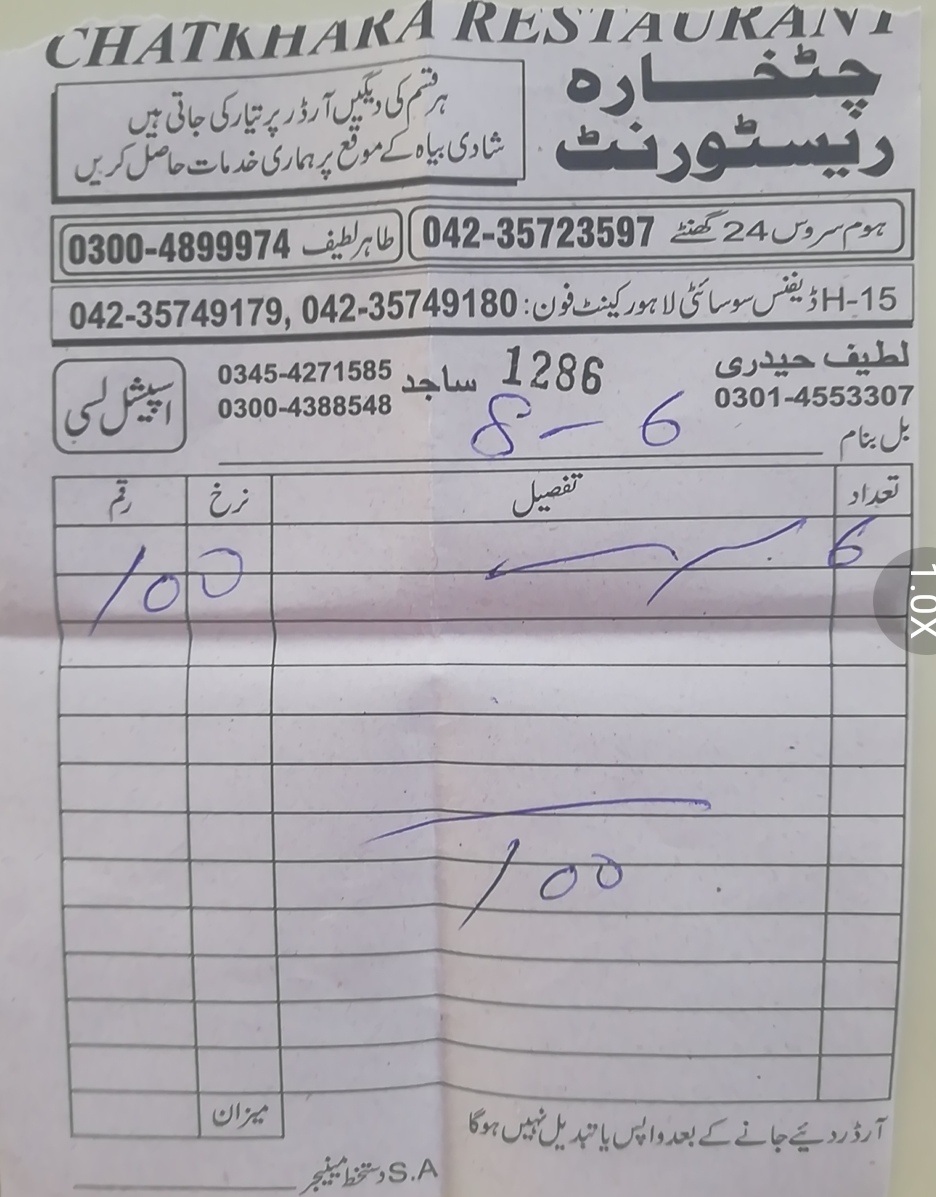 CHATKHARA RESTAURANT
چٹخارہ
ریسٹورنٹ
ہر قسم کی دیگیں آرڈر پر تیار کی جاتی ہیں
شادی بیاہ کے موقع پر ہماری خدمات حاصل کریں
ہوم سروس 24 گھنٹے 042-35723597
طاہر لطیف 0300-4899974
H-15 ڈیفنس سوسائٹی لاہور کینٹ فون: 042-35749180 ,042-35749179
لطیف حیدری
0301-4553307
1286
ساجد 0345-4271585
0300-4388548
اسپیشل لسی
بل بنام
8 - 6
تعداد تفصیل نرخ رقم
6 100
100
میزان
آرڈر دئیے جانے کے بعد واپس یا تبدیل نہیں ہوگا
S.A دستخط مینیجر
1.0X